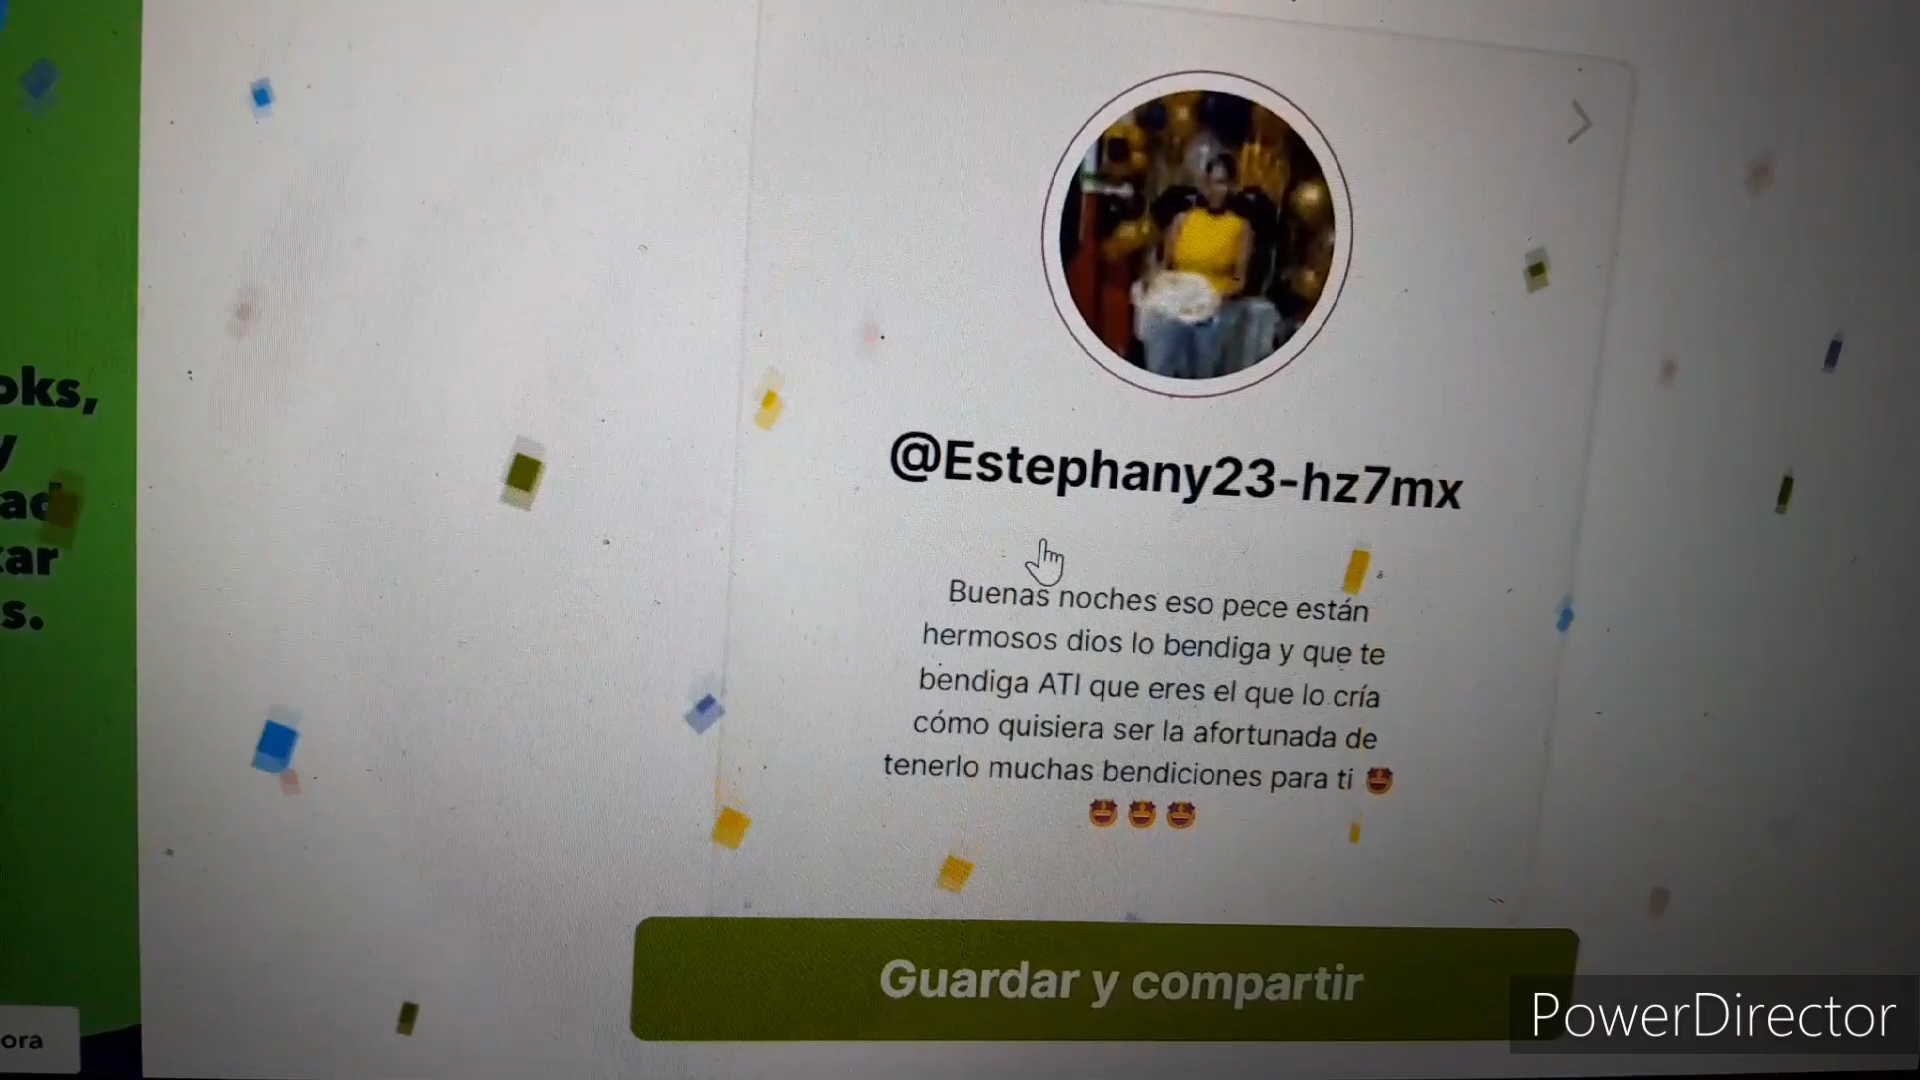 oks,
y
ar
s.
ora
@Estephany23-hz7mx
Buenas noches eso pece están
hermosos dios lo bendiga y que te
bendiga ATI que eres el que lo cría
cómo quisiera ser la afortunada de
tenerlo muchas bendiciones para ti 🤩
🤩 🤩 🤩
Guardar y compartir
PowerDirector